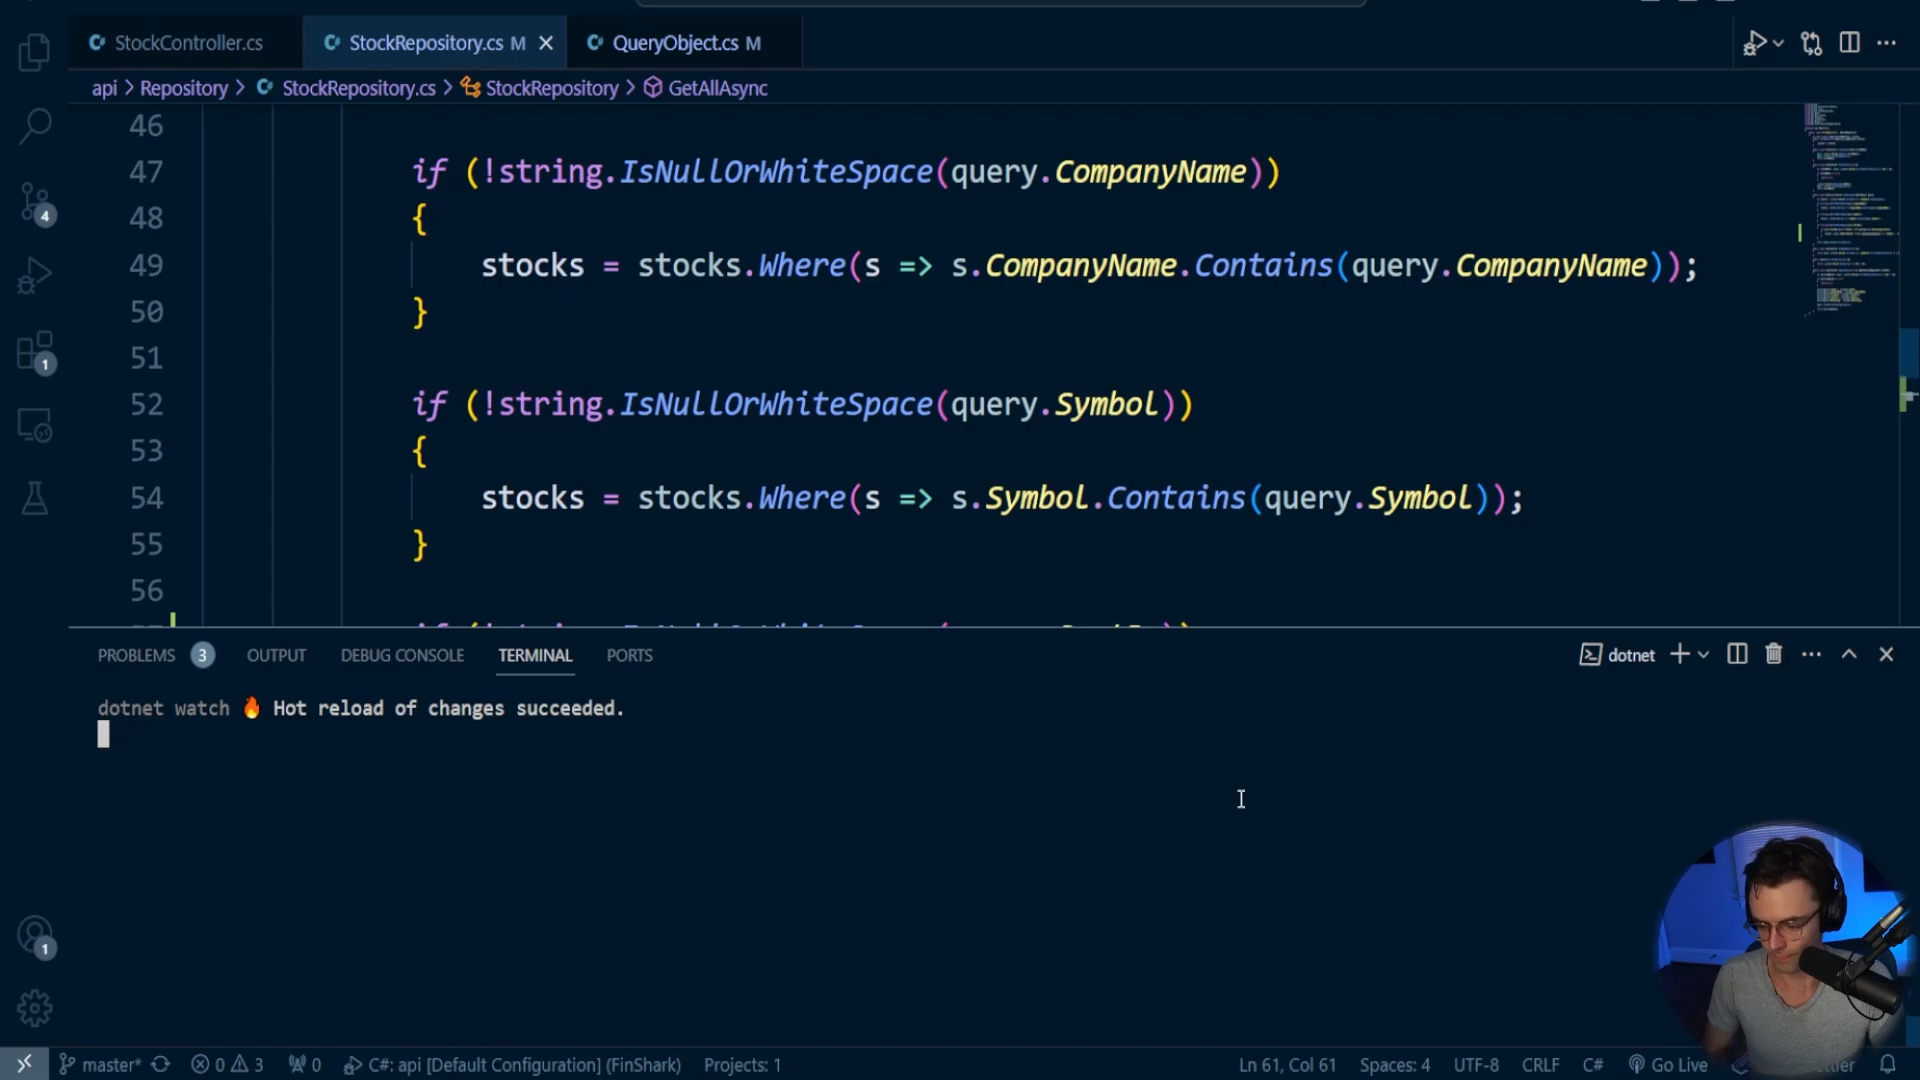 StockController.cs
StockRepository.cs M
QueryObject.cs M
api > Repository > StockRepository.cs > StockRepository > GetAllAsync
46
47 if (!string.IsNullOrWhiteSpace(query.CompanyName))
48 {
49 stocks = stocks.Where(s => s.CompanyName.Contains(query.CompanyName));
50 }
51
52 if (!string.IsNullOrWhiteSpace(query.Symbol))
53 {
54 stocks = stocks.Where(s => s.Symbol.Contains(query.Symbol));
55 }
56
4
1
PROBLEMS 3 OUTPUT DEBUG CONSOLE TERMINAL PORTS
dotnet
dotnet watch 🔥 Hot reload of changes succeeded.
1
master* 0 3 0 C#: api [Default Configuration] (FinShark) Projects: 1
Ln 61, Col 61 Spaces: 4 UTF-8 CRLF C# Go Live